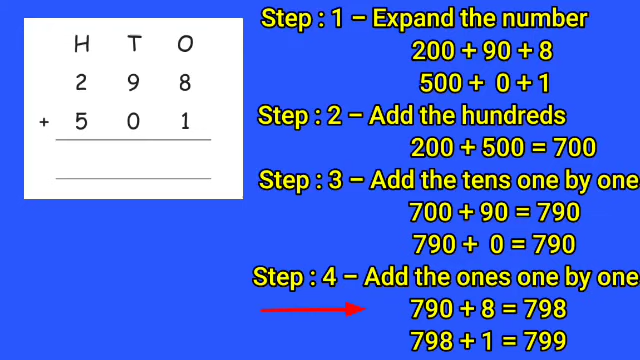 H T O
2 9 8
+ 5 0 1
Step : 1 – Expand the number
200 + 90 + 8
500 + 0 + 1
Step : 2 – Add the hundreds
200 + 500 = 700
Step : 3 – Add the tens one by one
700 + 90 = 790
790 + 0 = 790
Step : 4 – Add the ones one by one
790 + 8 = 798
798 + 1 = 799